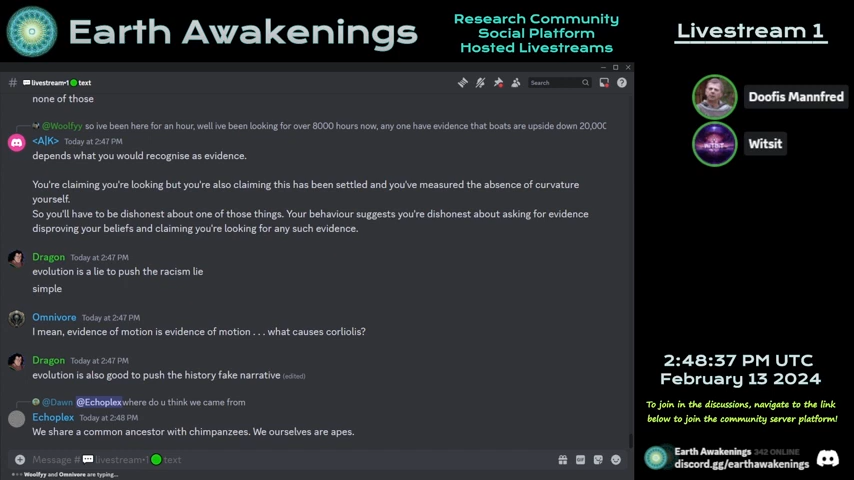 Earth Awakenings
Research Community
Social Platform
Hosted Livestreams
Livestream 1
# livestream-1 text
Search
none of those
@Woolfyy so ive been here for an hour, well ive been looking for over 8000 hours now, any one have evidence that boats are upside down 20,000
<A|K> Today at 2:47 PM
depends what you would recognise as evidence.
You're claiming you're looking but you're also claiming this has been settled and you've measured the absence of curvature
yourself.
So you'll have to be dishonest about one of those things. Your behaviour suggests you're dishonest about asking for evidence
disproving your beliefs and claiming you're looking for any such evidence.
Dragon Today at 2:47 PM
evolution is a lie to push the racism lie
simple
Omnivore Today at 2:47 PM
I mean, evidence of motion is evidence of motion . . . what causes corliolis?
Dragon Today at 2:47 PM
evolution is also good to push the history fake narrative (edited)
@Dawn @Echoplex where do u think we came from
Echoplex Today at 2:48 PM
We share a common ancestor with chimpanzees. We ourselves are apes.
Message # livestream-1 text
GIF
Woolfyy and Omnivore are typing...
Doofis Mannfred
Witsit
2:48:37 PM UTC
February 13 2024
To join in the discussions, navigate to the link
below to join the community server platform!
Earth Awakenings 342 ONLINE
discord.gg/earthawakenings